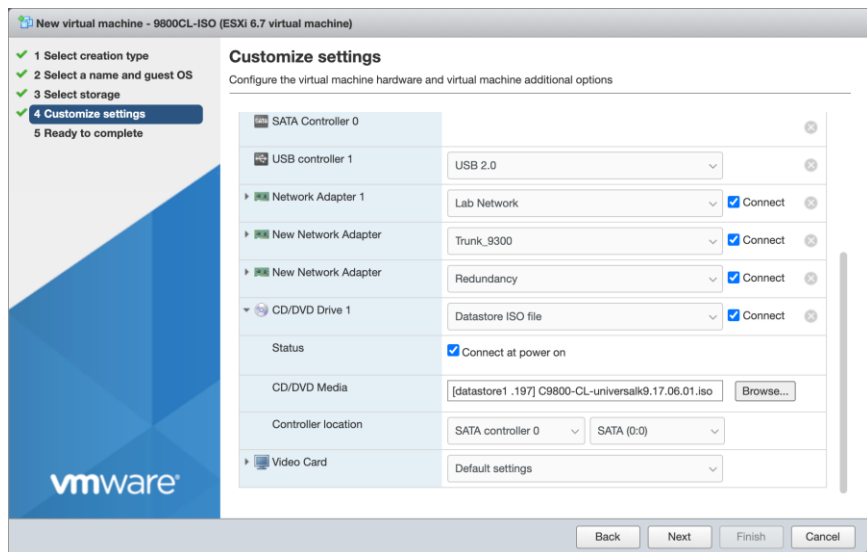 New virtual machine - 9800CL-ISO (ESXi 6.7 virtual machine)
1 Select creation type
2 Select a name and guest OS
3 Select storage
4 Customize settings
5 Ready to complete
vmware®
Customize settings
Configure the virtual machine hardware and virtual machine additional options
SATA Controller 0
USB controller 1 USB 2.0
Network Adapter 1 Lab Network Connect
New Network Adapter Trunk_9300 Connect
New Network Adapter Redundancy Connect
CD/DVD Drive 1 Datastore ISO file Connect
Status Connect at power on
CD/DVD Media [datastore1 .197] C9800-CL-universalk9.17.06.01.iso Browse...
Controller location SATA controller 0 SATA (0:0)
Video Card Default settings
Back Next Finish Cancel